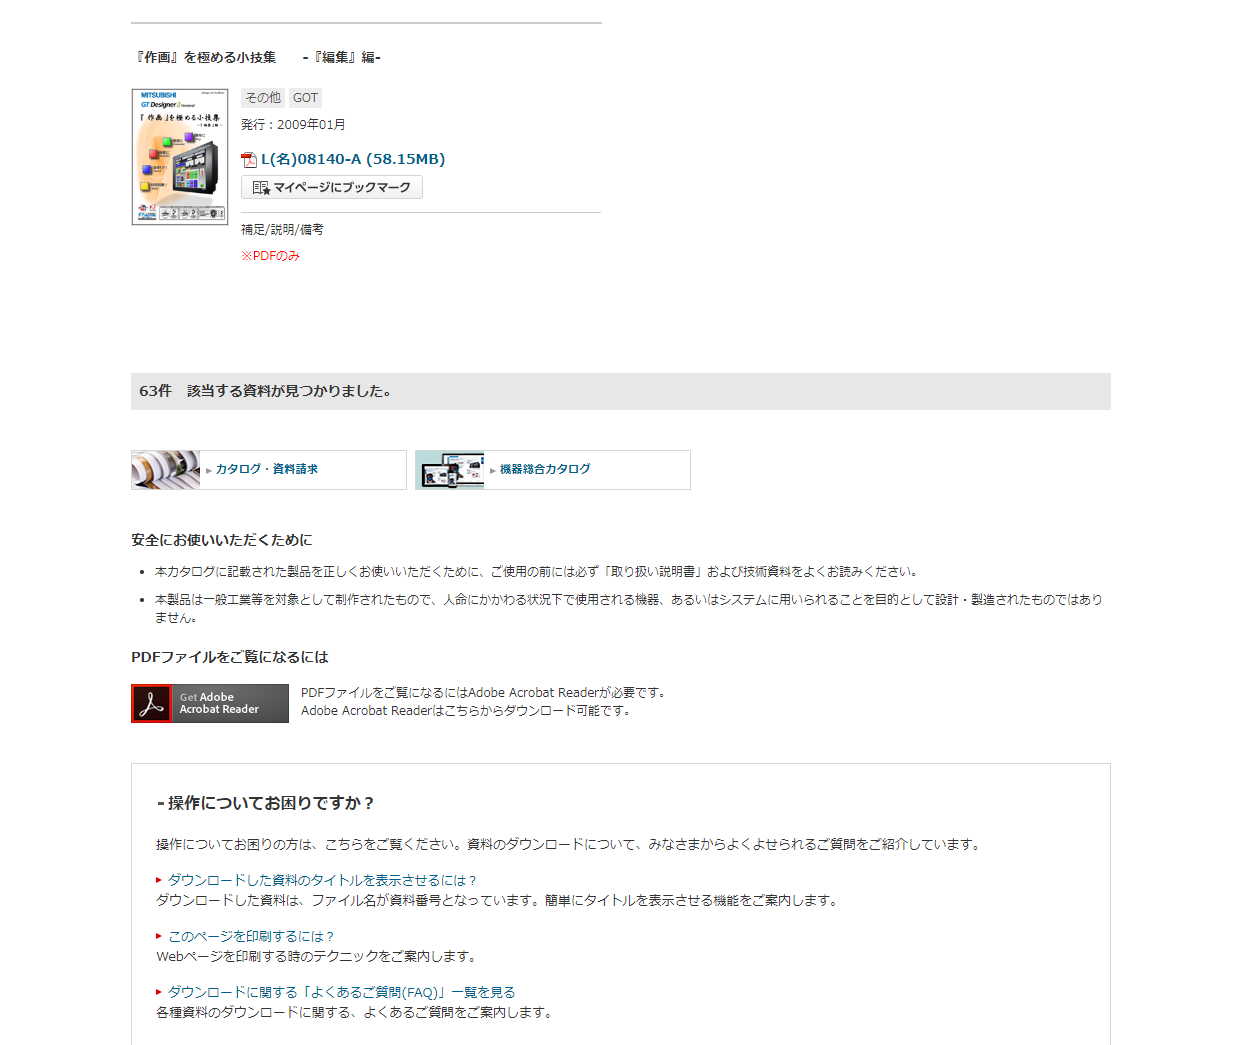 『作画』を極める小技集　　-『編集』編-
MITSUBISHI
GT Designer2
『作画』を極める小技集
その他 GOT
発行：2009年01月
L(名)08140-A (58.15MB)
マイページにブックマーク
補足/説明/備考
※PDFのみ
63件　該当する資料が見つかりました。
カタログ・資料請求
機器総合カタログ
安全にお使いいただくために
• 本カタログに記載された製品を正しくお使いいただくために、ご使用の前には必ず「取り扱い説明書」および技術資料をよくお読みください。
• 本製品は一般工業等を対象として制作されたもので、人命にかかわる状況下で使用される機器、あるいはシステムに用いられることを目的として設計・製造されたものではあり
ません。
PDFファイルをご覧になるには
Get Adobe
Acrobat Reader
PDFファイルをご覧になるにはAdobe Acrobat Readerが必要です。
Adobe Acrobat Readerはこちらからダウンロード可能です。
- 操作についてお困りですか？
操作についてお困りの方は、こちらをご覧ください。資料のダウンロードについて、みなさまからよくよせられるご質問をご紹介しています。
ダウンロードした資料のタイトルを表示させるには？
ダウンロードした資料は、ファイル名が資料番号となっています。簡単にタイトルを表示させる機能をご案内します。
このページを印刷するには？
Webページを印刷する時のテクニックをご案内します。
ダウンロードに関する「よくあるご質問(FAQ)」一覧を見る
各種資料のダウンロードに関する、よくあるご質問をご案内します。